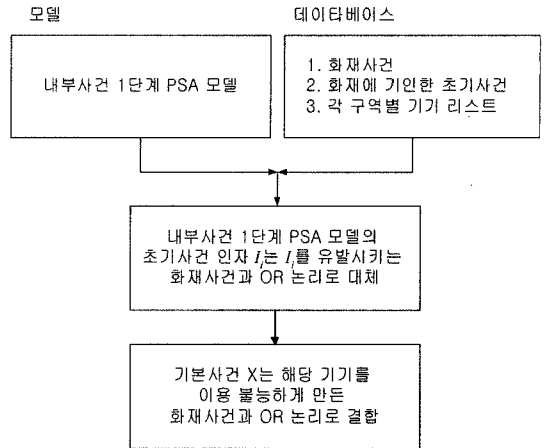 모델
내부사건 1단계 PSA 모델
데이타베이스
1. 화재사건
2. 화재에 기인한 초기사건
3. 각 구역별 기기 리스트
내부사건 1단계 PSA 모델의
초기사건 인자 Iᵢ는 Iᵢ를 유발시키는
화재사건과 OR 논리로 대체
기본사건 X는 해당 기기를
이용 불능하게 만든
화재사건과 OR 논리로 결합